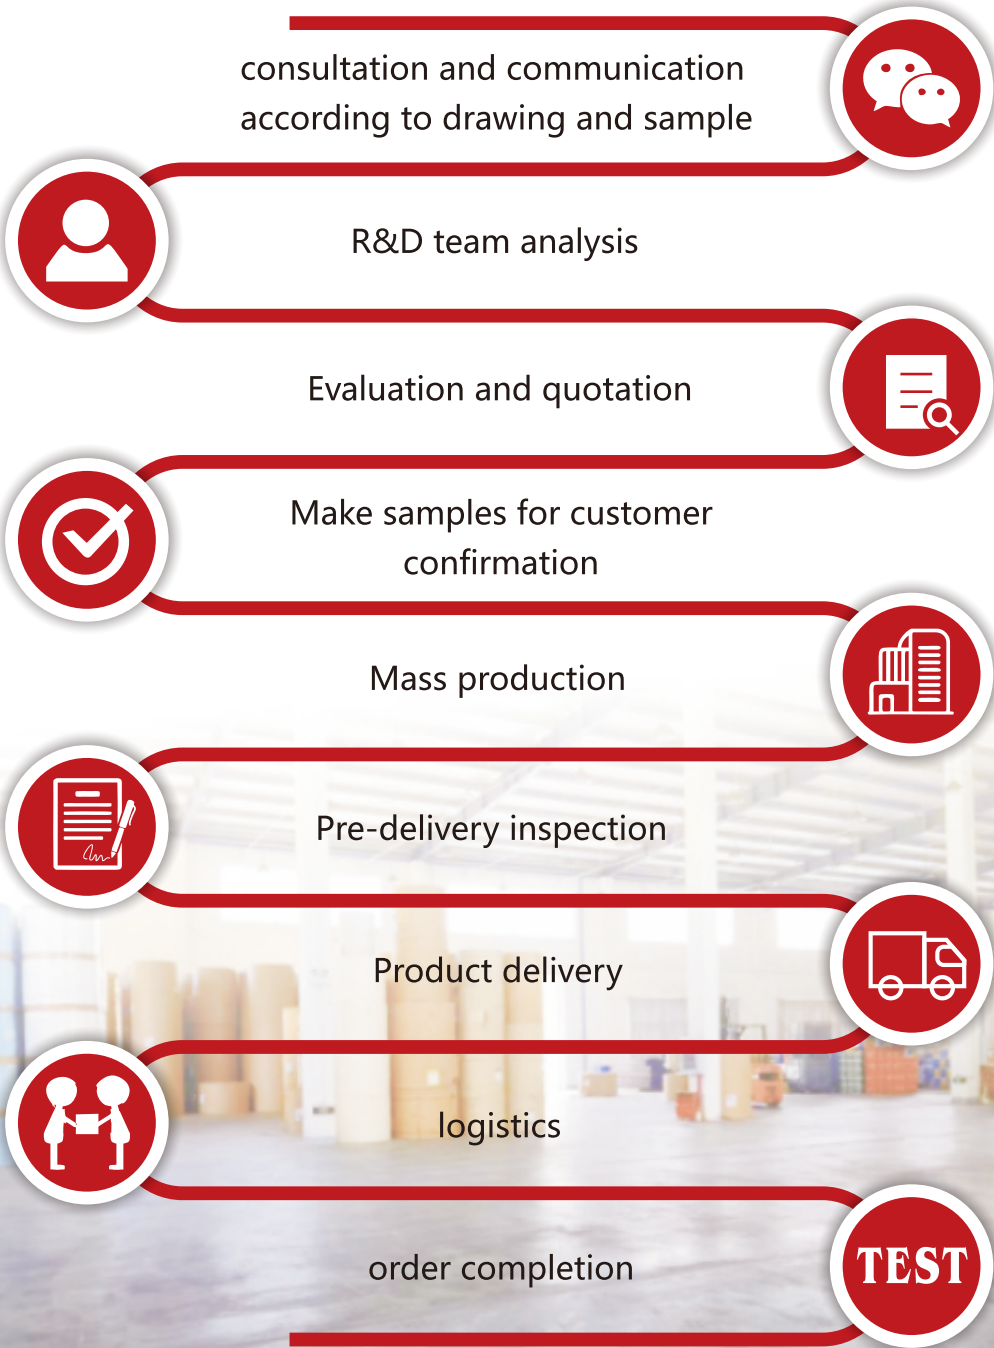 consultation and communication
according to drawing and sample
R&D team analysis
Evaluation and quotation
Make samples for customer
confirmation
Mass production
Pre-delivery inspection
Product delivery
logistics
order completion
TEST